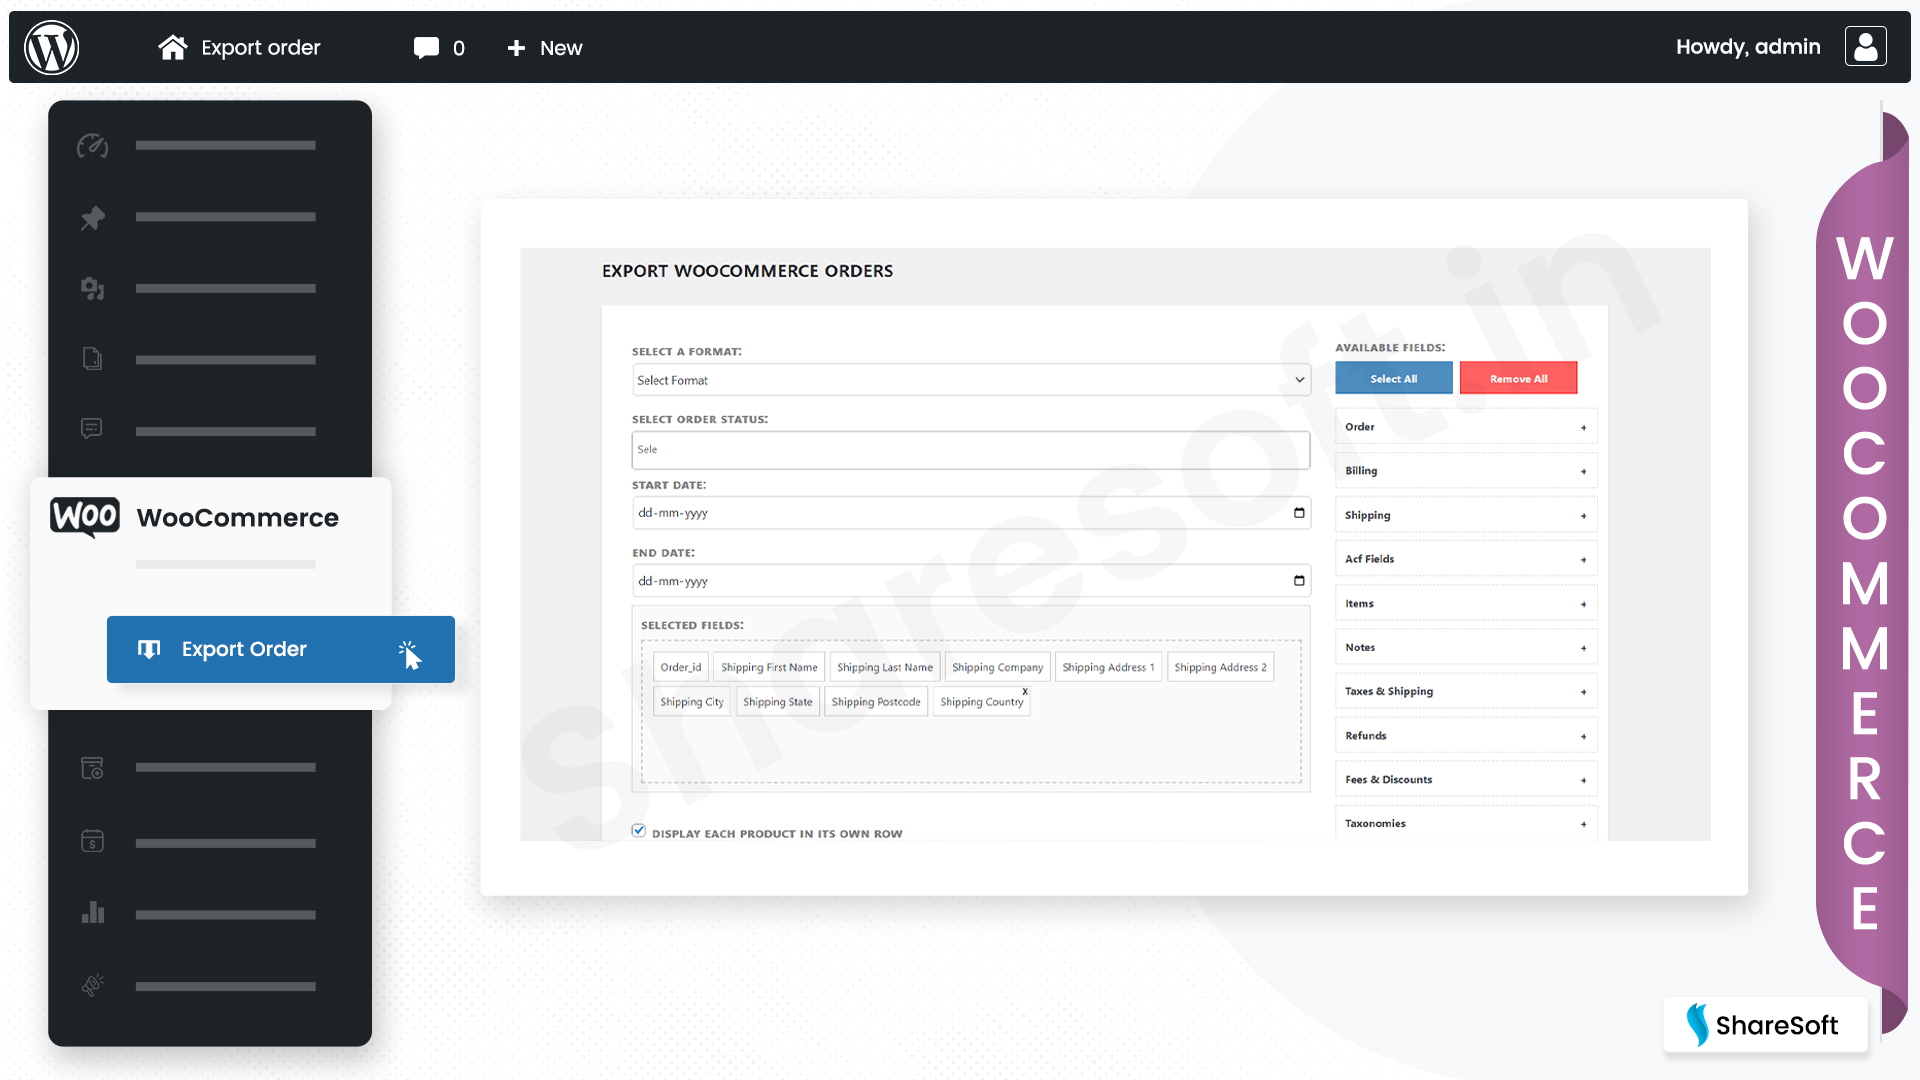 Export order
0
New
Howdy, admin
WOO
WooCommerce
Export Order
EXPORT WOOCOMMERCE ORDERS
SELECT A FORMAT:
Select Format
SELECT ORDER STATUS:
Sele
START DATE:
dd-mm-yyyy
END DATE:
dd-mm-yyyy
SELECTED FIELDS:
Order_id Shipping First Name Shipping Last Name Shipping Company Shipping Address 1 Shipping Address 2
Shipping City Shipping State Shipping Postcode Shipping Country x
DISPLAY EACH PRODUCT IN ITS OWN ROW
AVAILABLE FIELDS:
Select All Remove All
Order +
Billing +
Shipping +
Acf Fields +
Items +
Notes +
Taxes & Shipping +
Refunds +
Fees & Discounts +
Taxonomies +
sharesoft.in
WOOCOMMERCE
ShareSoft